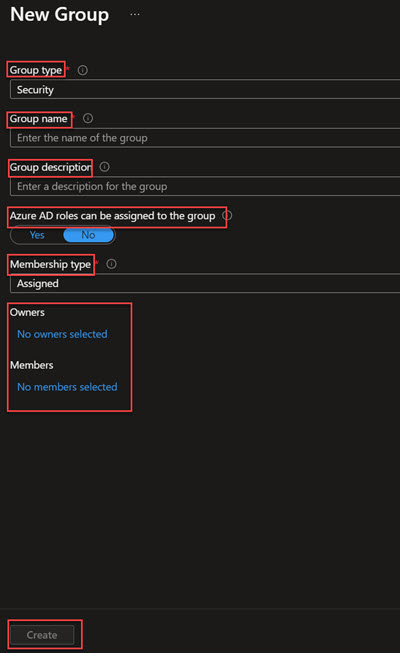 New Group ...
Group type *
Security
Group name *
Enter the name of the group
Group description
Enter a description for the group
Azure AD roles can be assigned to the group
Yes No
Membership type *
Assigned
Owners
No owners selected
Members
No members selected
Create